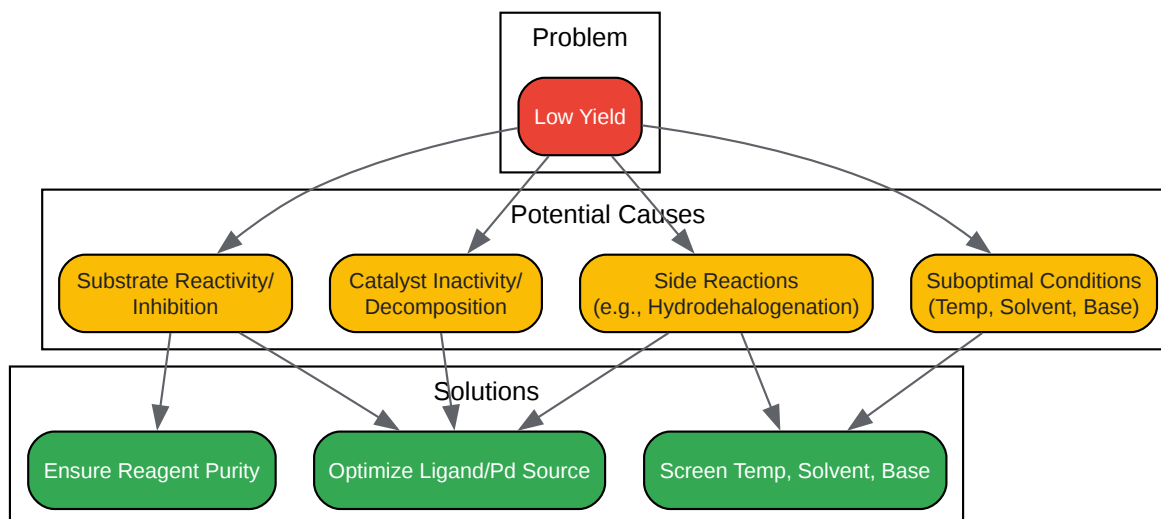 Problem
Low Yield
Potential Causes
Substrate Reactivity/
Inhibition
Catalyst Inactivity/
Decomposition
Side Reactions
(e.g., Hydrodehalogenation)
Suboptimal Conditions
(Temp, Solvent, Base)
Solutions
Ensure Reagent Purity
Optimize Ligand/Pd Source
Screen Temp, Solvent, Base